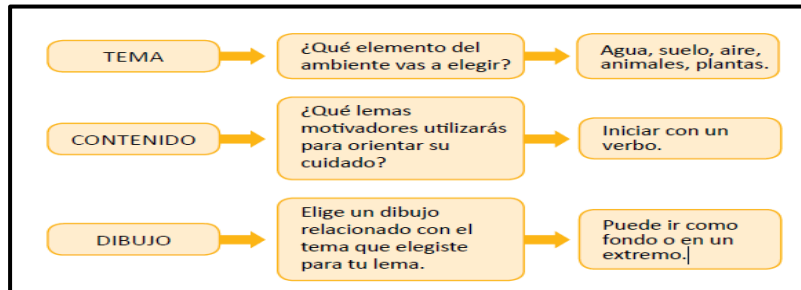 TEMA
¿Qué elemento del
ambiente vas a elegir?
Agua, suelo, aire,
animales, plantas.
CONTENIDO
¿Qué lemas
motivadores utilizarás
para orientar su
cuidado?
Iniciar con un
verbo.
DIBUJO
Elige un dibujo
relacionado con el
tema que elegiste
para tu lema.
Puede ir como
fondo o en un
extremo.